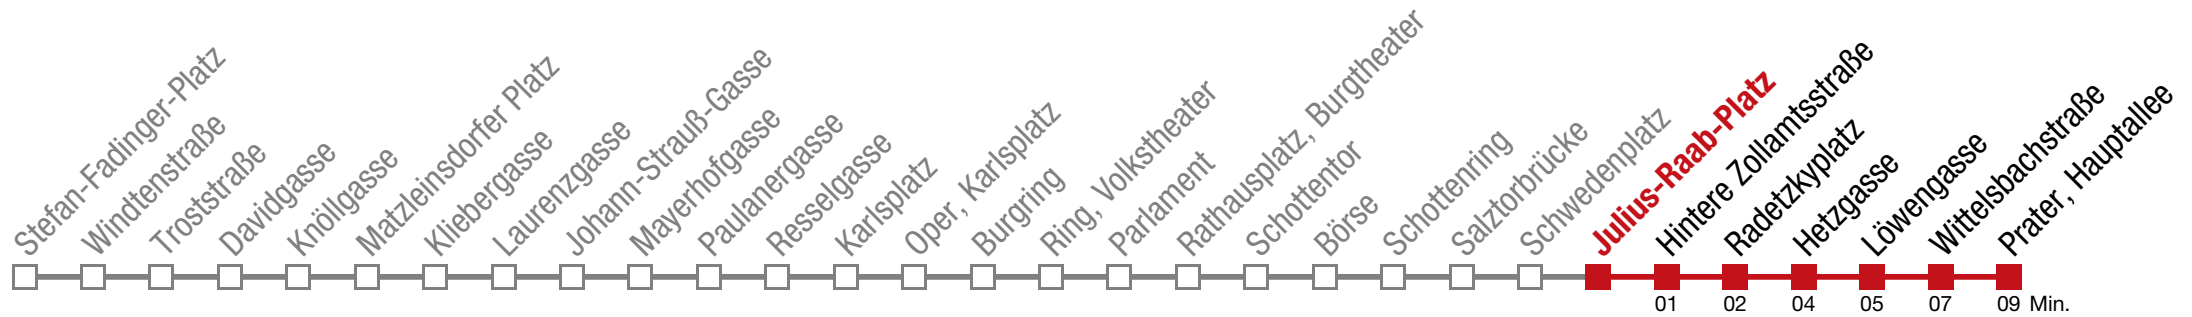 Stefan-Fadinger-Platz
Windtenstraße
Troststraße
Davidgasse
Knöllgasse
Matzleinsdorfer Platz
Kliebergasse
Laurenzgasse
Johann-Strauß-Gasse
Mayerhofgasse
Paulanergasse
Resselgasse
Karlsplatz
Oper, Karlsplatz
Burgring
Ring, Volkstheater
Parlament
Rathausplatz, Burgtheater
Schottentor
Börse
Schottenring
Salztorbrücke
Schwedenplatz
Julius-Raab-Platz
Hintere Zollamtsstraße
Radetzkyplatz
Hetzgasse
Löwengasse
Wittelsbachstraße
Prater, Hauptallee
01 02 04 05 07 09 Min.